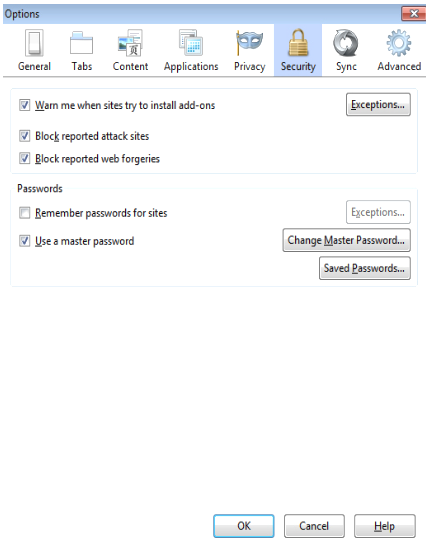 Options
General Tabs Content Applications Privacy Security Sync Advanced
Warn me when sites try to install add-ons Exceptions...
Block reported attack sites
Block reported web forgeries
Passwords
Remember passwords for sites Exceptions...
Use a master password Change Master Password...
Saved Passwords...
OK Cancel Help